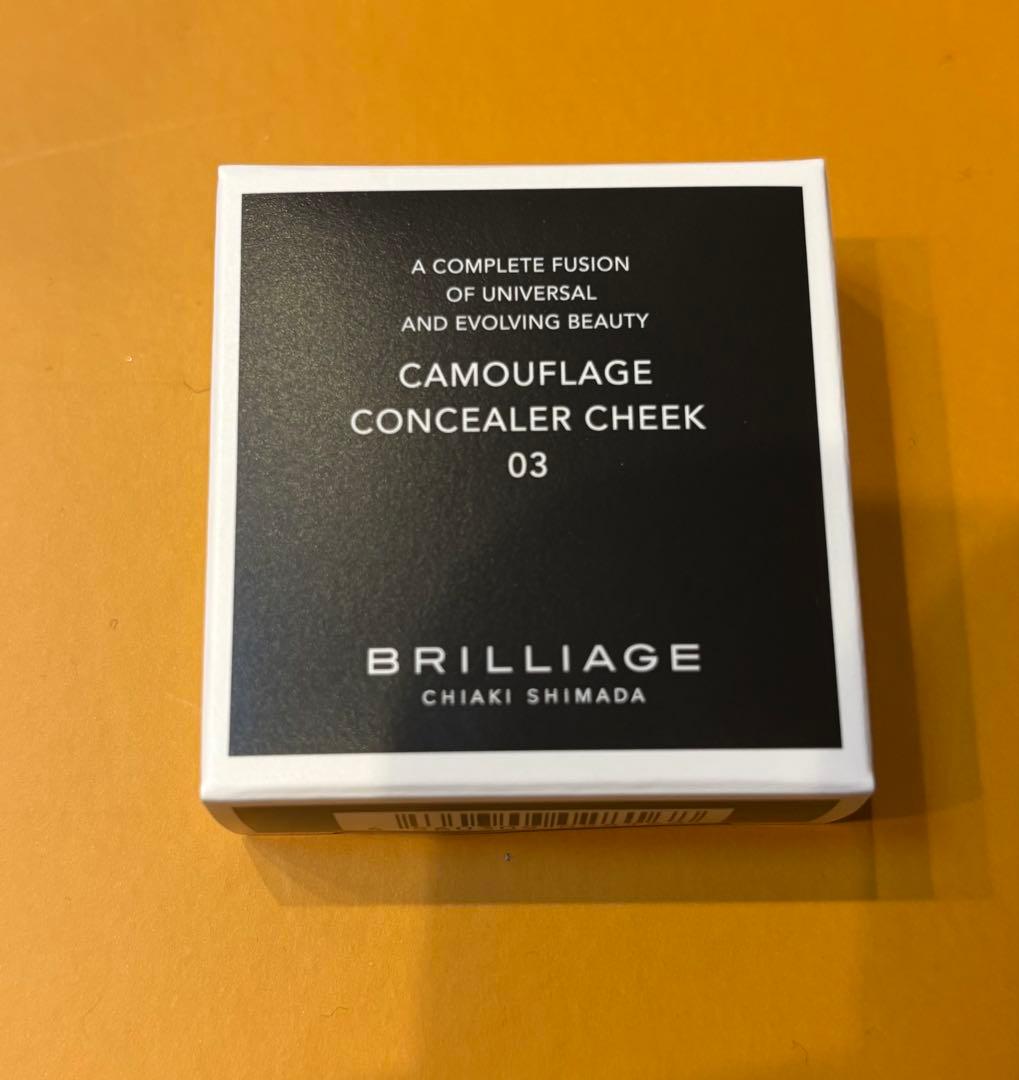 A COMPLETE FUSION
OF UNIVERSAL
AND EVOLVING BEAUTY
CAMOUFLAGE
CONCEALER CHEEK
03
BRILLIAGE
CHIAKI SHIMADA